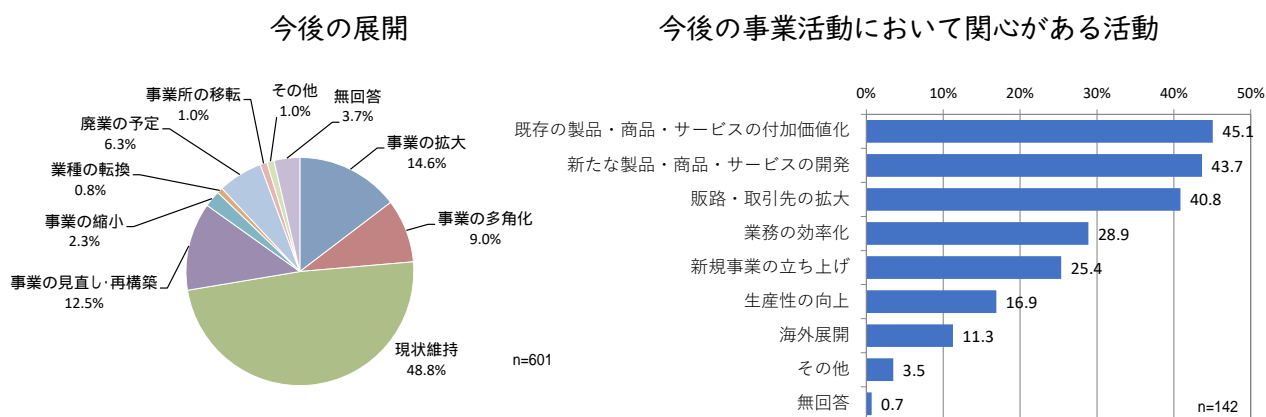 今後の展開
事業所の移転
1.0%
その他
1.0%
無回答
3.7%
廃業の予定
6.3%
事業の拡大
14.6%
業種の転換
0.8%
事業の縮小
2.3%
事業の多角化
9.0%
事業の見直し･再構築
12.5%
現状維持
48.8%
n=601
今後の事業活動において関心がある活動
0% 10% 20% 30% 40% 50%
既存の製品・商品・サービスの付加価値化 45.1
新たな製品・商品・サービスの開発 43.7
販路・取引先の拡大 40.8
業務の効率化 28.9
新規事業の立ち上げ 25.4
生産性の向上 16.9
海外展開 11.3
その他 3.5
無回答 0.7
n=142